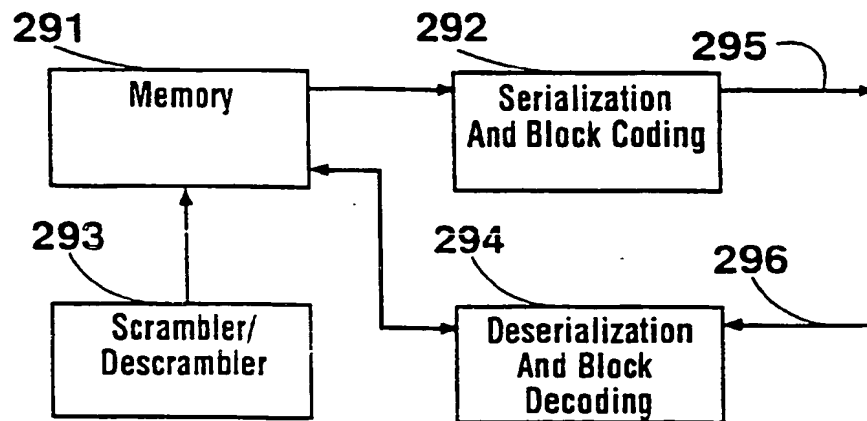 291
Memory
292
Serialization
And Block Coding
295
293
Scrambler/
Descrambler
294
Deserialization
And Block
Decoding
296